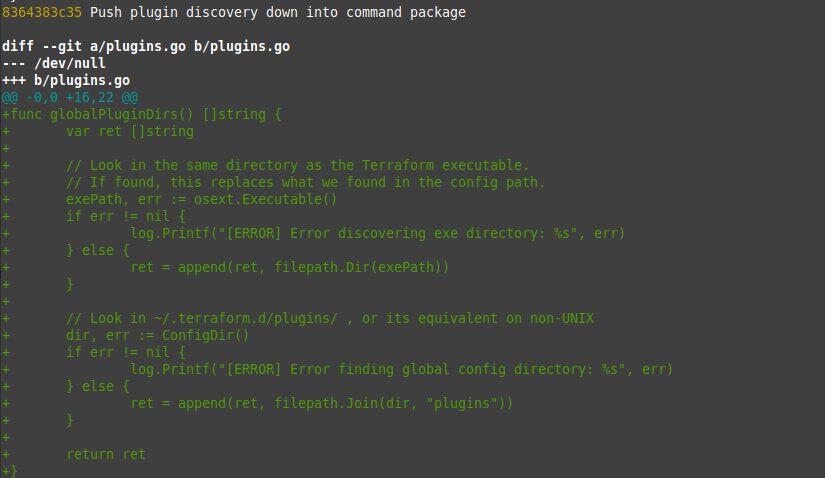 8364383c35 Push plugin discovery down into command package

diff --git a/plugins.go b/plugins.go
--- /dev/null
+++ b/plugins.go
@@ -0,0 +16,22 @@
+func globalPluginDirs() []string {
+       var ret []string
+
+       // Look in the same directory as the Terraform executable.
+       // If found, this replaces what we found in the config path.
+       exePath, err := osext.Executable()
+       if err != nil {
+               log.Printf("[ERROR] Error discovering exe directory: %s", err)
+       } else {
+               ret = append(ret, filepath.Dir(exePath))
+       }
+
+       // Look in ~/.terraform.d/plugins/ , or its equivalent on non-UNIX
+       dir, err := ConfigDir()
+       if err != nil {
+               log.Printf("[ERROR] Error finding global config directory: %s", err)
+       } else {
+               ret = append(ret, filepath.Join(dir, "plugins"))
+       }
+
+       return ret
+}